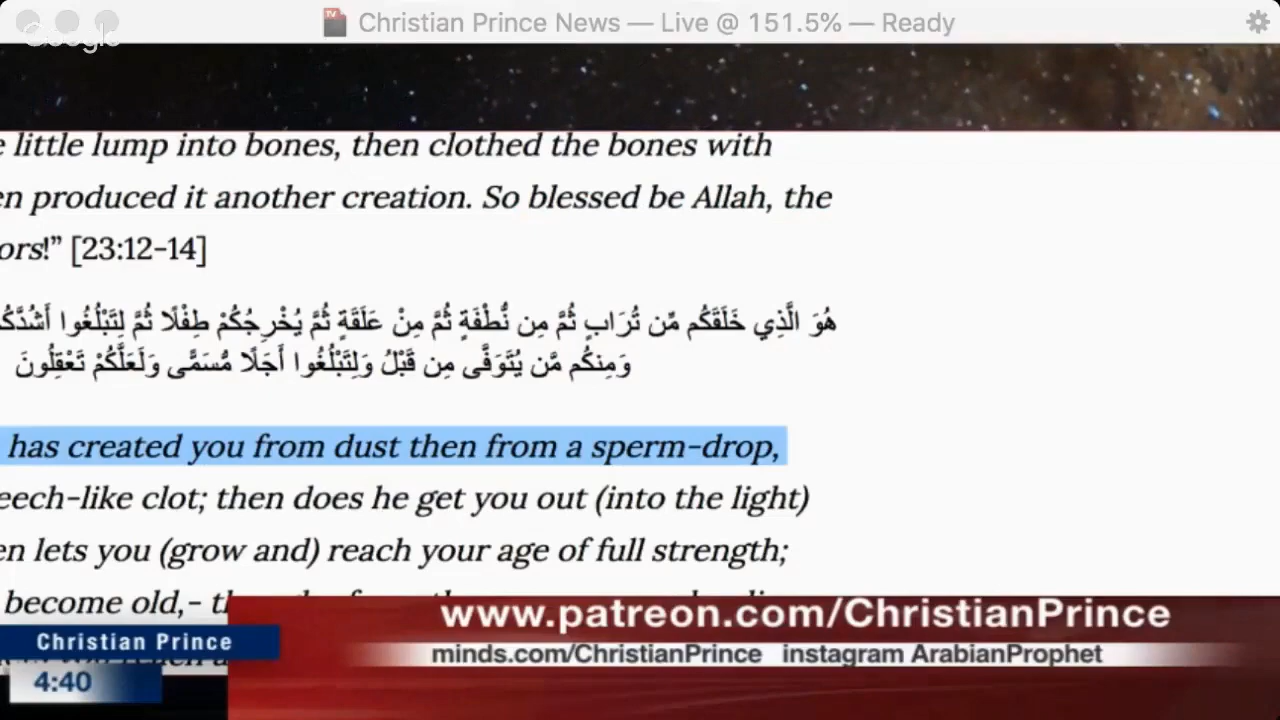 Christian Prince News — Live @ 151.5% — Ready
Google
little lump into bones, then clothed the bones with
en produced it another creation. So blessed be Allah, the
ors!” [23:12-14]
هُوَ الَّذِي خَلَقَكُم مِّن تُرَابٍ ثُمَّ مِن نُّطْفَةٍ ثُمَّ مِنْ عَلَقَةٍ ثُمَّ يُخْرِجُكُمْ طِفْلًا ثُمَّ لِتَبْلُغُوا أَشُدَّكُ
وَمِنكُم مَّن يُتَوَفَّى مِن قَبْلُ وَلِتَبْلُغُوا أَجَلًا مُّسَمًّى وَلَعَلَّكُمْ تَعْقِلُونَ
has created you from dust then from a sperm-drop,
eech-like clot; then does he get you out (into the light)
en lets you (grow and) reach your age of full strength;
become old,-
www.patreon.com/ChristianPrince
Christian Prince
minds.com/ChristianPrince instagram ArabianProphet
4:40